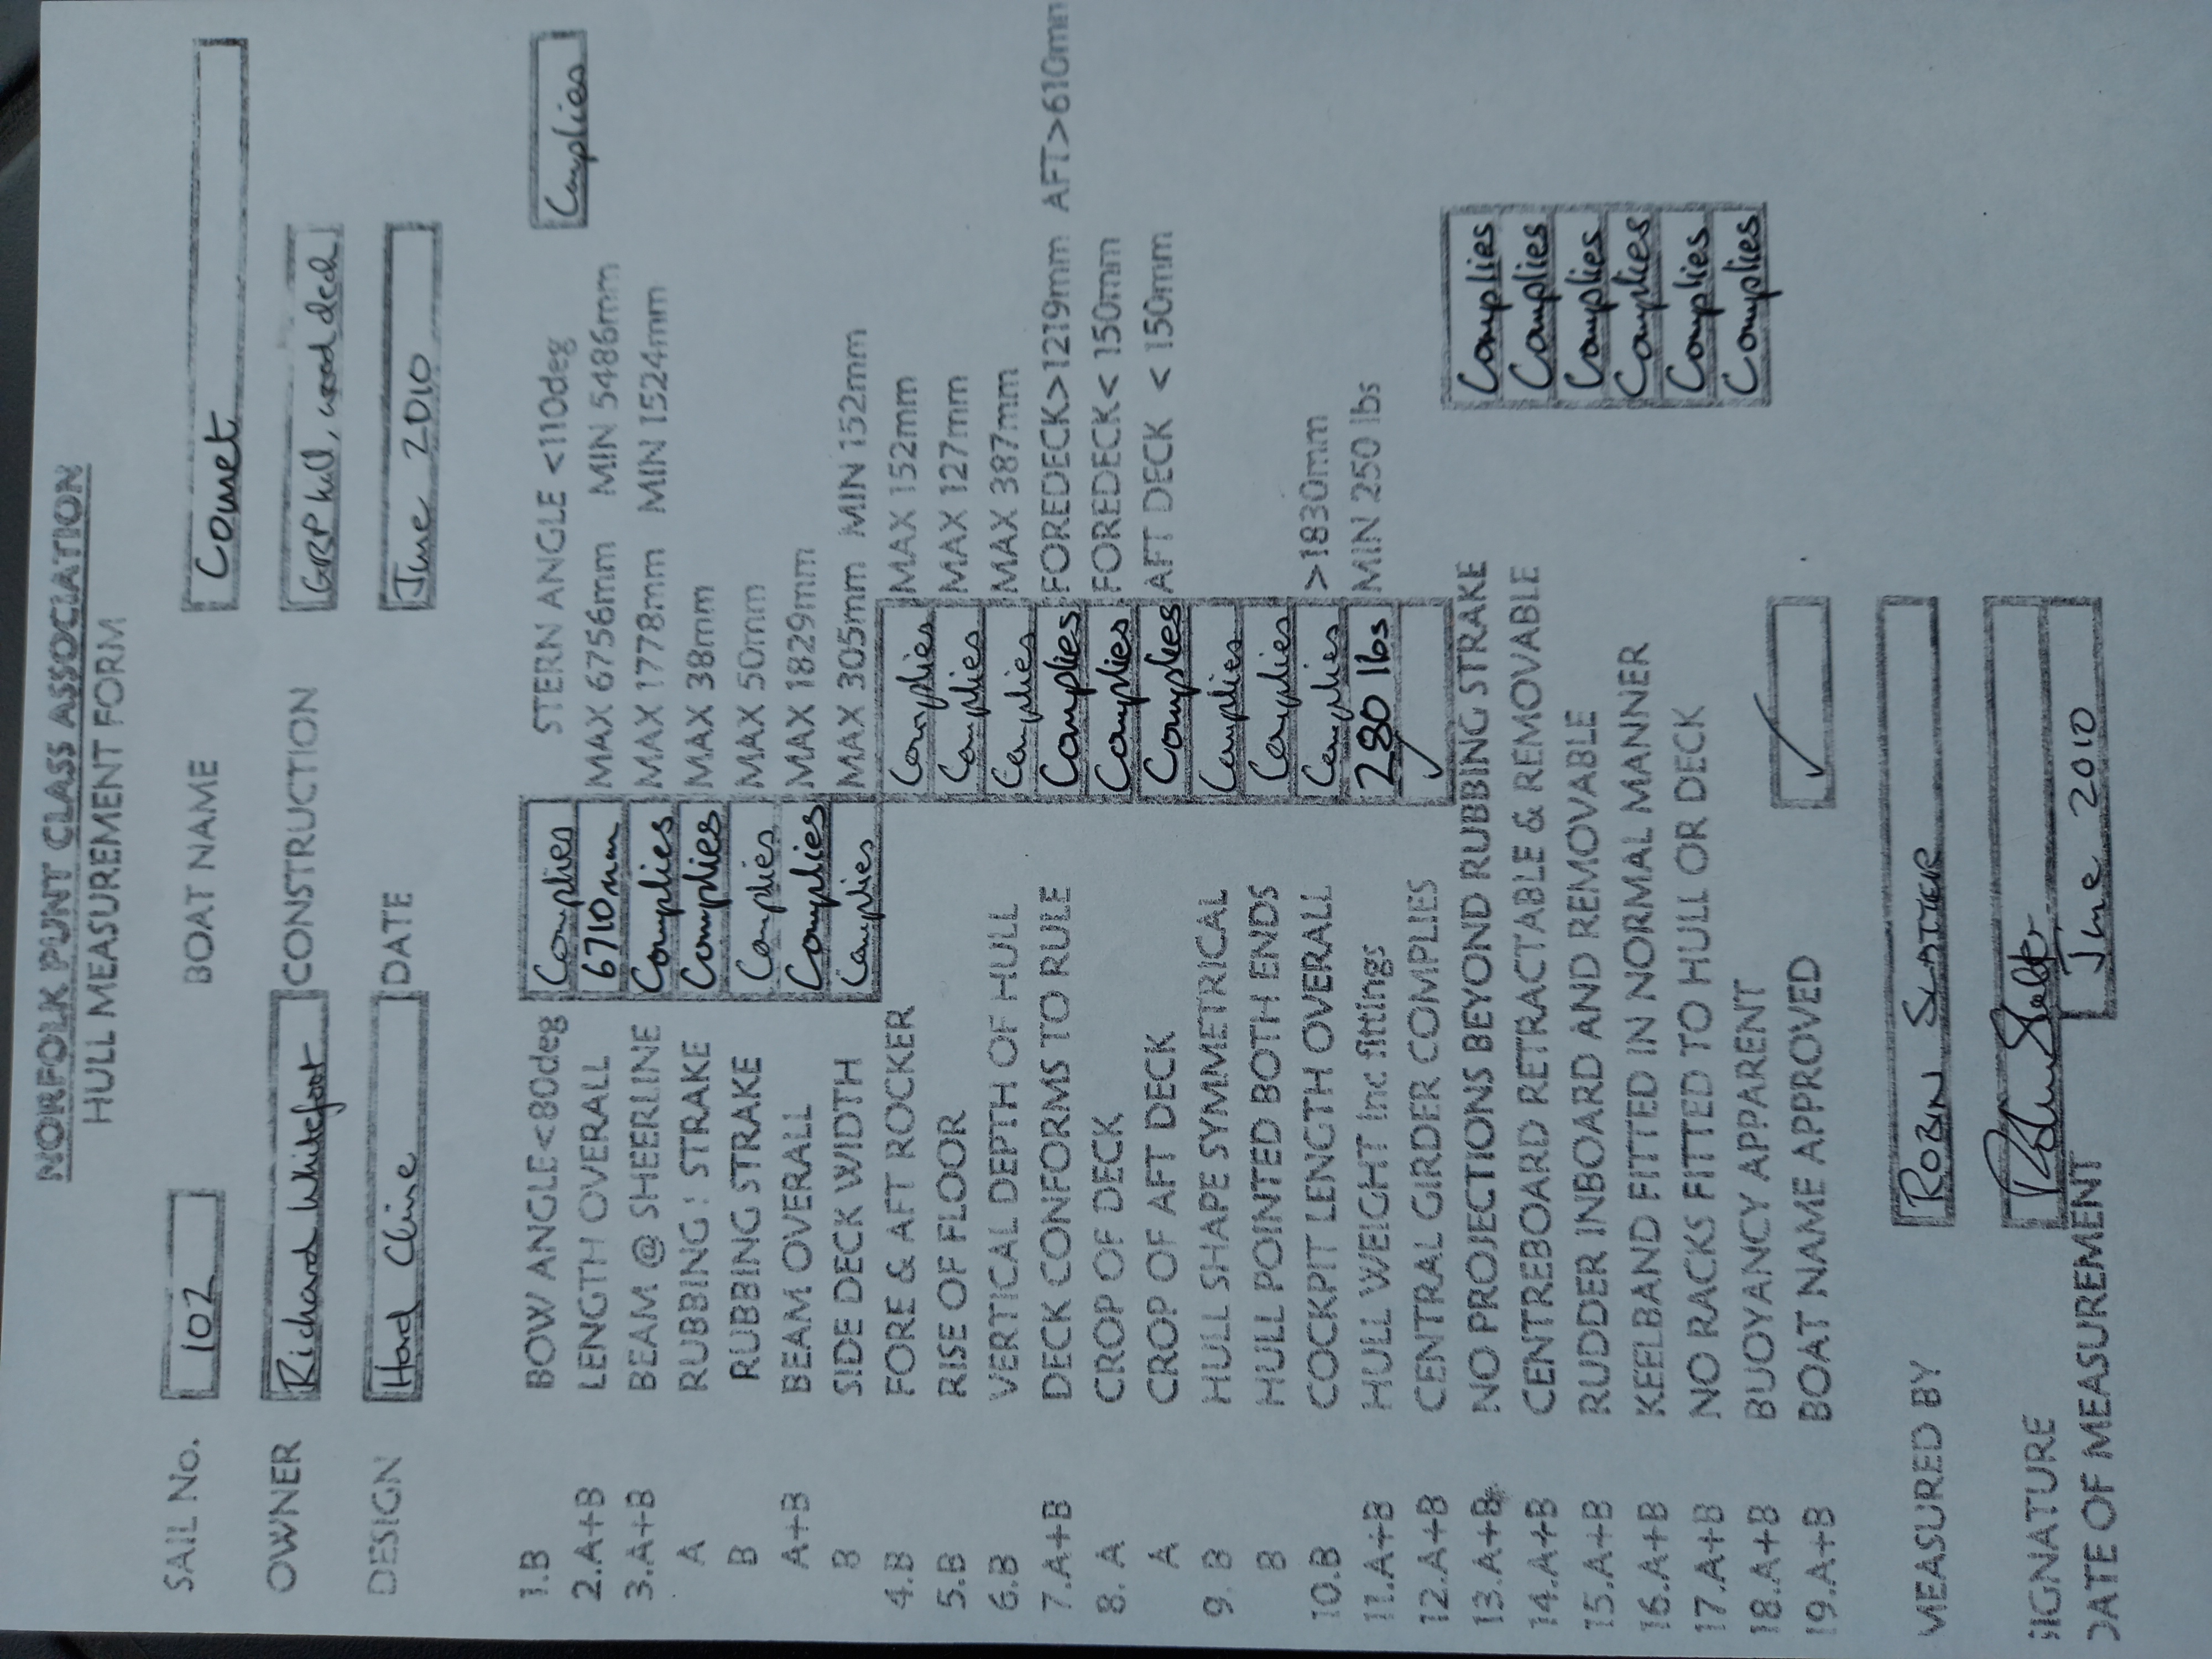 NORFOLK PUNT CLASS ASSOCIATION
HULL MEASUREMENT FORM
SAIL No. 102 BOAT NAME Comet
OWNER Richard Whitefoot CONSTRUCTION GRP hull, wood deck
DESIGN Hard Chine DATE June 2010
1.B BOW ANGLE<80deg Complies STERN ANGLE <110deg Complies
2.A+B LENGTH OVERALL 6710mm MAX 6756mm MIN 5486mm
3.A+B BEAM @ SHEERLINE Complies MAX 1778mm MIN 1524mm
A RUBBING : STRAKE Complies MAX 38mm
B RUBBING STRAKE Complies MAX 50mm
A+B BEAM OVERALL Complies MAX 1829mm
B SIDE DECK WIDTH Complies MAX 305mm MIN 152mm
4.B FORE & AFT ROCKER Complies MAX 152mm
5.B RISE OF FLOOR Complies MAX 127mm
6.B VERTICAL DEPTH OF HULL Complies MAX 387mm
7.A+B DECK CONFORMS TO RULE Complies FOREDECK>1219mm AFT>610mm
8. A CROP OF DECK Complies FOREDECK< 150mm
A CROP OF AFT DECK Complies AFT DECK < 150mm
9. B HULL SHAPE SYMMETRICAL Complies
B HULL POINTED BOTH ENDS Complies
10.B COCKPIT LENGTH OVERALL Complies >1830mm
11.A+B HULL WEIGHT inc fittings 280 lbs MIN 250 lbs
12.A+B CENTRAL GIRDER COMPLIES ✓
13.A+B NO PROJECTIONS BEYOND RUBBING STRAKE Complies
14.A+B CENTREBOARD RETRACTABLE & REMOVABLE Complies
15.A+B RUDDER INBOARD AND REMOVABLE Complies
16.A+B KEELBAND FITTED IN NORMAL MANNER Complies
17.A+B NO RACKS FITTED TO HULL OR DECK Complies
18.A+B BUOYANCY APPARENT Complies
19.A+B BOAT NAME APPROVED ✓
MEASURED BY ROBIN SLATTER
SIGNATURE Robin Slatter
DATE OF MEASUREMENT June 2010